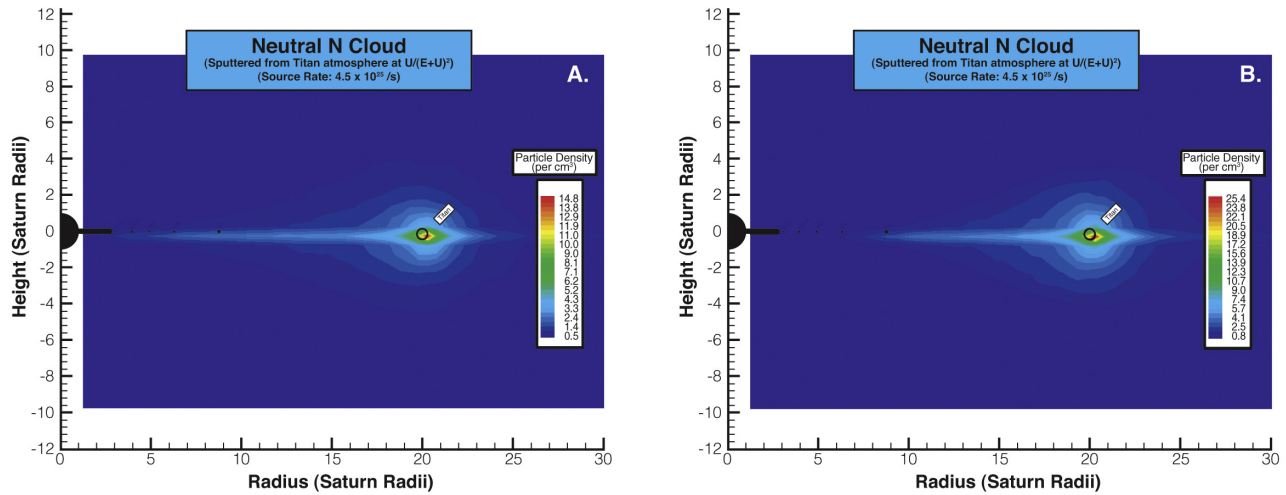 Neutral N Cloud
(Sputtered from Titan atmosphere at U/(E+U)²)
(Source Rate: 4.5 x 10²⁵ /s)
A.
Particle Density
(per cm³)
14.8
13.8
12.9
11.9
11.0
10.0
9.0
8.1
7.1
6.2
5.2
4.3
3.3
2.4
1.4
0.5
Titan
12
10
8
6
4
2
0
-2
-4
-6
-8
-10
-12
Height (Saturn Radii)
0 5 10 15 20 25 30
Radius (Saturn Radii)
Neutral N Cloud
(Sputtered from Titan atmosphere at U/(E+U)²)
(Source Rate: 4.5 x 10²⁵ /s)
B.
Particle Density
(per cm³)
25.4
23.8
22.1
20.5
18.9
17.2
15.6
13.9
12.3
10.7
9.0
7.4
5.7
4.1
2.5
0.8
Titan
12
10
8
6
4
2
0
-2
-4
-6
-8
-10
-12
Height (Saturn Radii)
0 5 10 15 20 25 30
Radius (Saturn Radii)